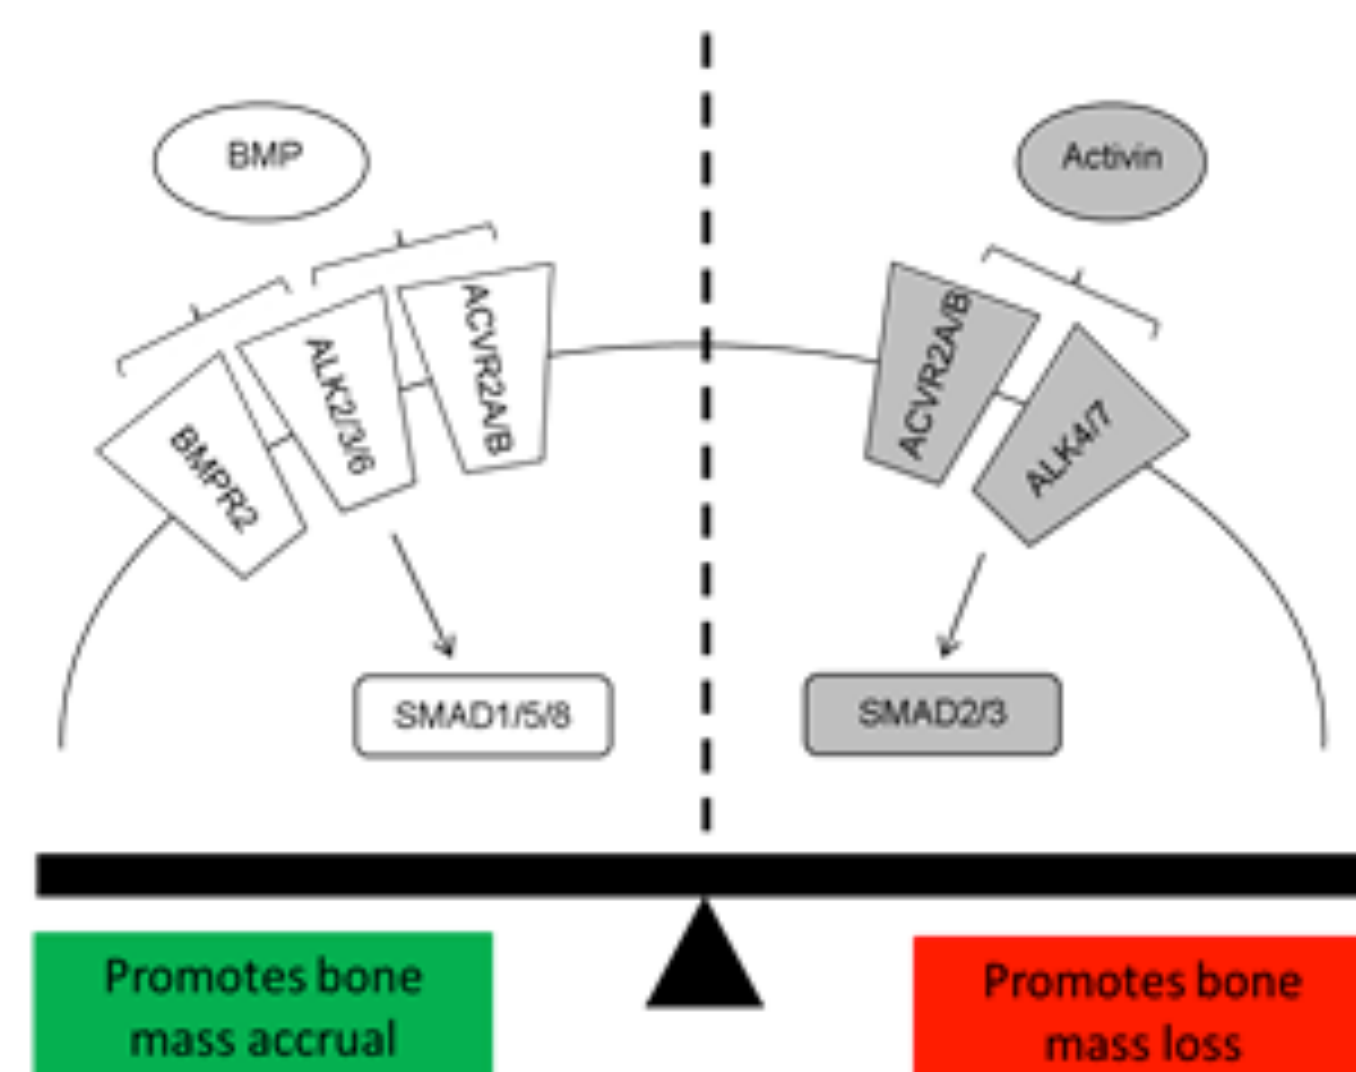 BMP
Activin
BMPR2
ALK2/3/6
ACVR2A/B
ACVR2A/B
ALK4/7
SMAD1/5/8
SMAD2/3
Promotes bone
mass accrual
Promotes bone
mass loss